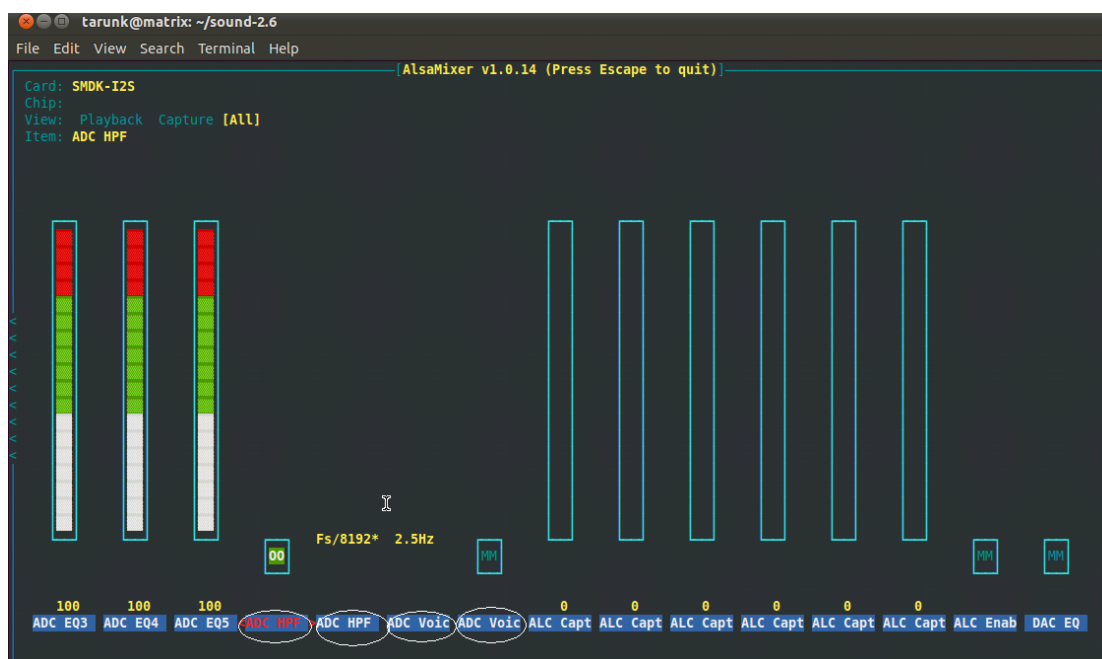 tarunk@matrix: ~/sound-2.6
File Edit View Search Terminal Help
[AlsaMixer v1.0.14 (Press Escape to quit)]
Card: SMDK-I2S
Chip:
View: Playback Capture [All]
Item: ADC HPF
<
<
<
<
<
<
<
<
<
Fs/8192* 2.5Hz
OO MM MM MM
100 100 100 0 0 0 0 0 0
ADC EQ3 ADC EQ4 ADC EQ5 <ADC HPF >ADC HPF ADC Voic ADC Voic ALC Capt ALC Capt ALC Capt ALC Capt ALC Capt ALC Capt ALC Enab DAC EQ